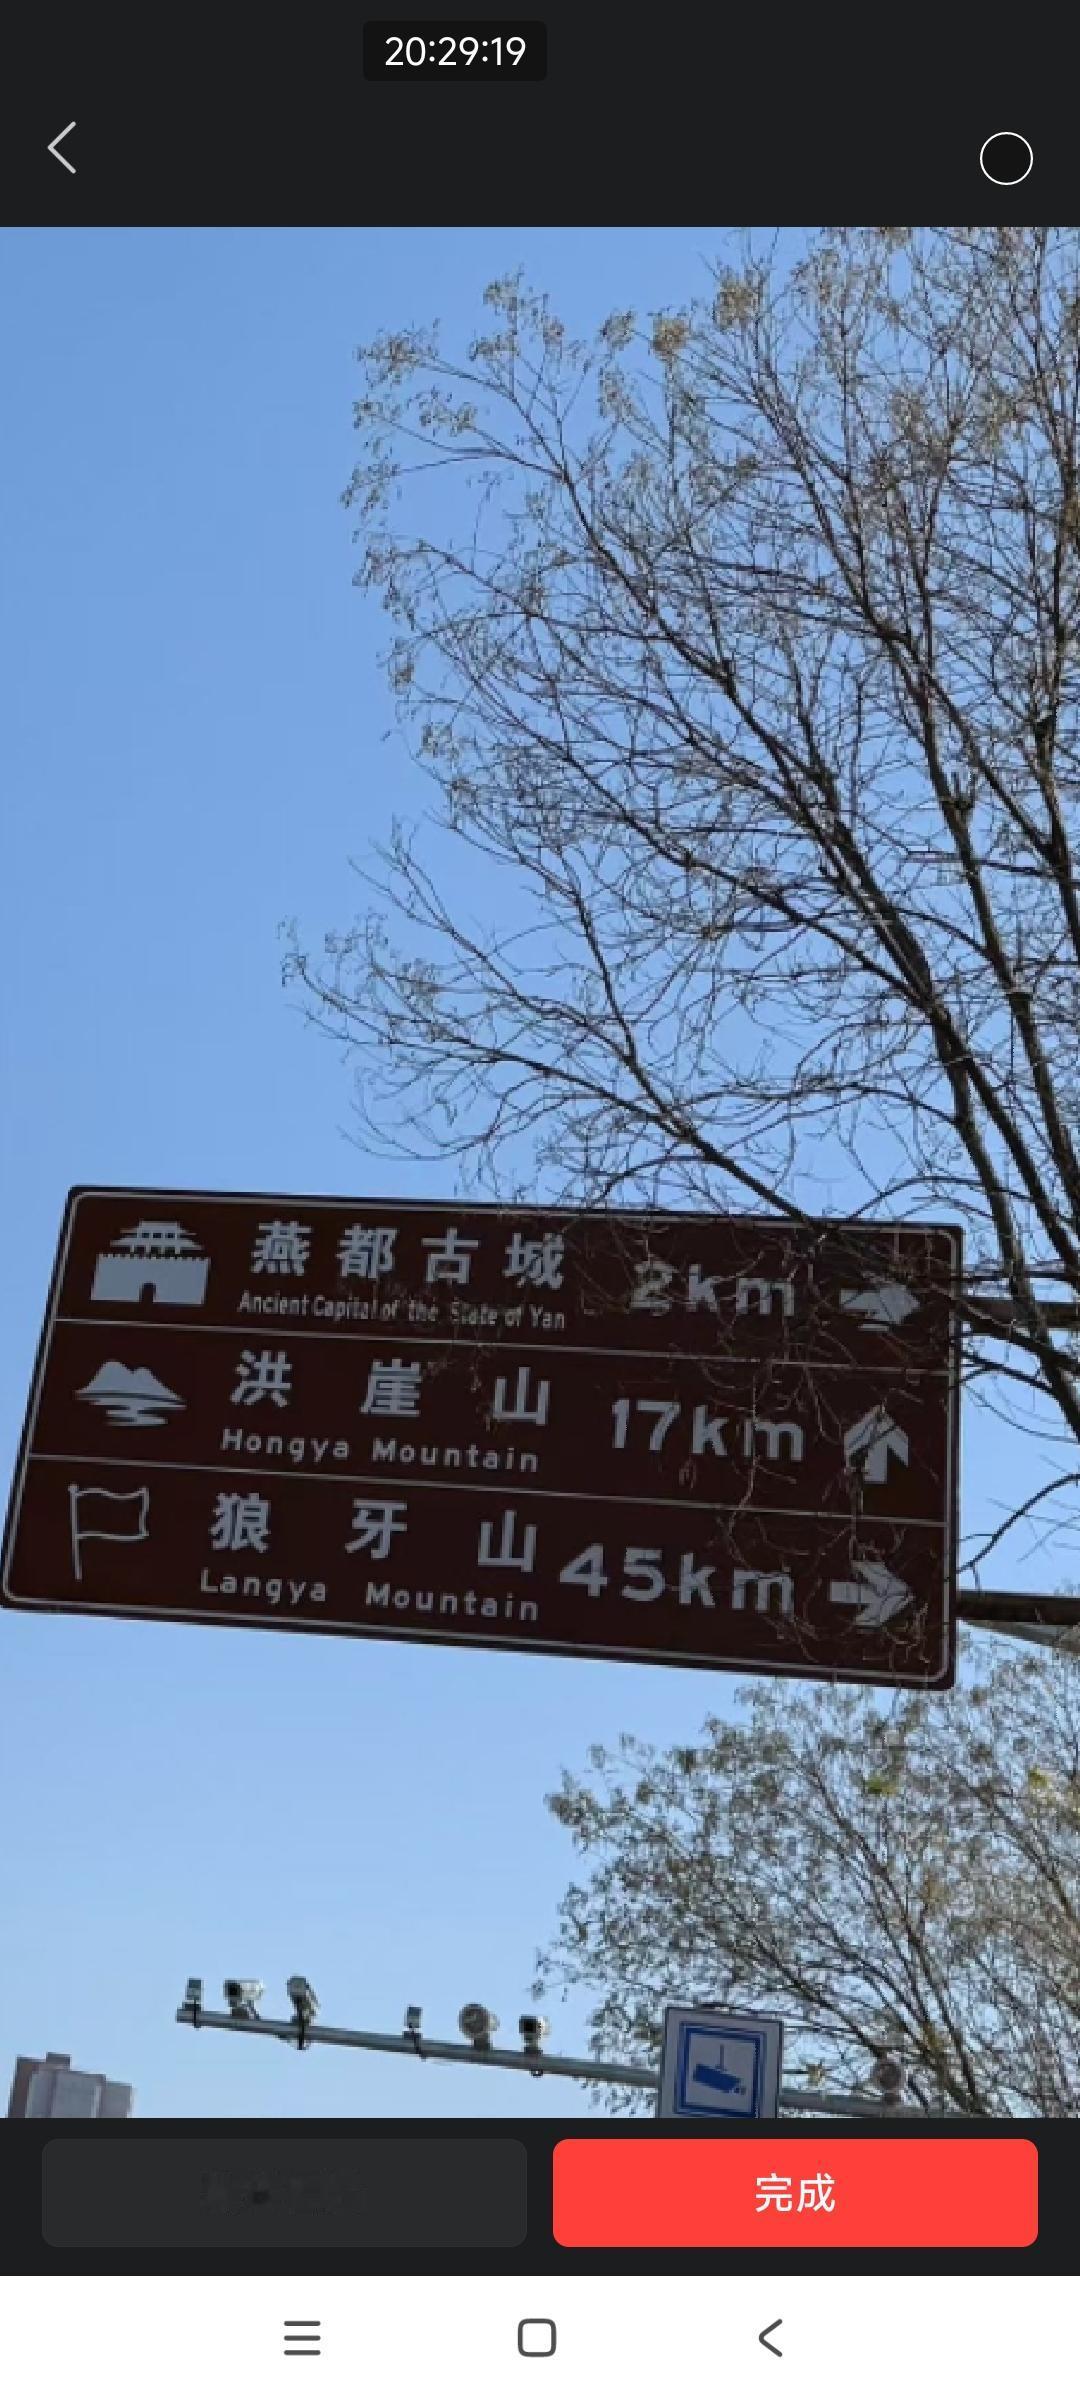 20:29:19
燕都古城 2km
Ancient Capital of the State of Yan
洪崖山 17km
Hongya Mountain
狼牙山 45km
Langya Mountain
完成